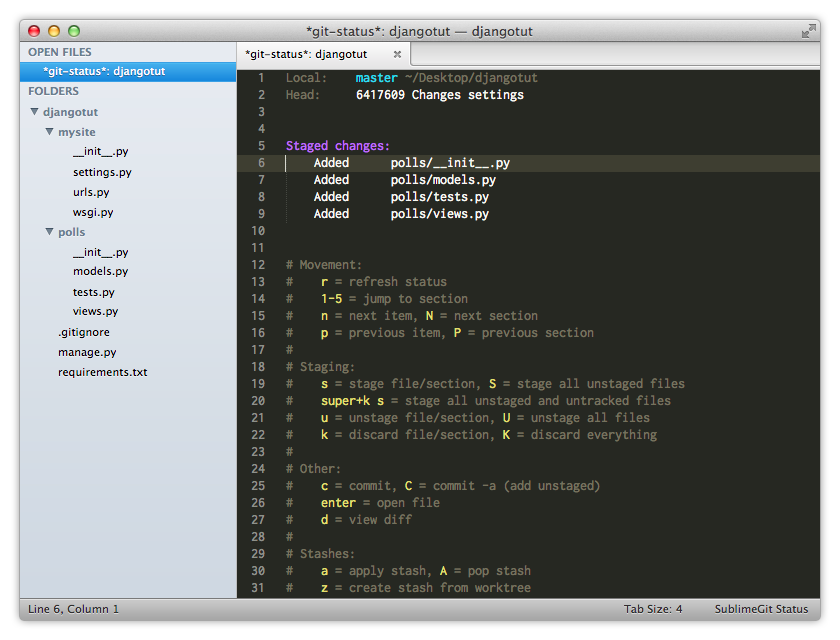 *git-status*: djangotut — djangotut
OPEN FILES
*git-status*: djangotut
FOLDERS
djangotut
mysite
__init__.py
settings.py
urls.py
wsgi.py
polls
__init__.py
models.py
tests.py
views.py
.gitignore
manage.py
requirements.txt
*git-status*: djangotut ×
1 Local: master ~/Desktop/djangotut
2 Head: 6417609 Changes settings
3
4
5 Staged changes:
6 Added polls/__init__.py
7 Added polls/models.py
8 Added polls/tests.py
9 Added polls/views.py
10
11
12 # Movement:
13 # r = refresh status
14 # 1-5 = jump to section
15 # n = next item, N = next section
16 # p = previous item, P = previous section
17 #
18 # Staging:
19 # s = stage file/section, S = stage all unstaged files
20 # super+k s = stage all unstaged and untracked files
21 # u = unstage file/section, U = unstage all files
22 # k = discard file/section, K = discard everything
23 #
24 # Other:
25 # c = commit, C = commit -a (add unstaged)
26 # enter = open file
27 # d = view diff
28 #
29 # Stashes:
30 # a = apply stash, A = pop stash
31 # z = create stash from worktree
Line 6, Column 1 Tab Size: 4 SublimeGit Status